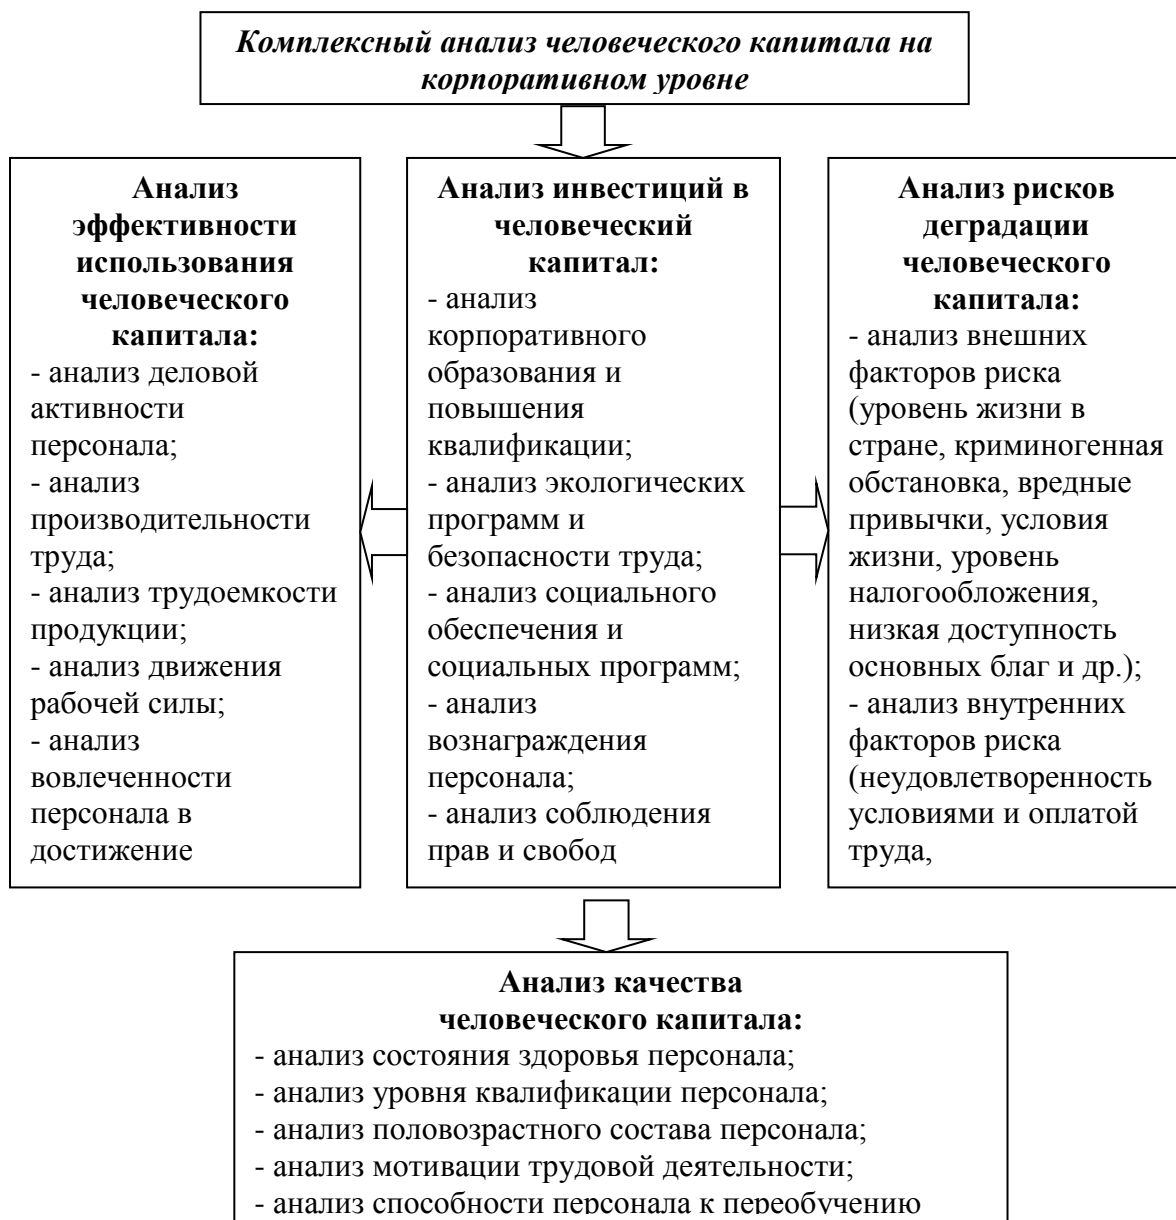 Комплексный анализ человеческого капитала на
корпоративном уровне
Анализ
эффективности
использования
человеческого
капитала:
- анализ деловой
активности
персонала;
- анализ
производительности
труда;
- анализ трудоемкости
продукции;
- анализ движения
рабочей силы;
- анализ
вовлеченности
персонала в
достижение
Анализ инвестиций в
человеческий
капитал:
- анализ
корпоративного
образования и
повышения
квалификации;
- анализ экологических
программ и
безопасности труда;
- анализ социального
обеспечения и
социальных программ;
- анализ
вознаграждения
персонала;
- анализ соблюдения
прав и свобод
Анализ рисков
деградации
человеческого
капитала:
- анализ внешних
факторов риска
(уровень жизни в
стране, криминогенная
обстановка, вредные
привычки, условия
жизни, уровень
налогообложения,
низкая доступность
основных благ и др.);
- анализ внутренних
факторов риска
(неудовлетворенность
условиями и оплатой
труда,
Анализ качества
человеческого капитала:
- анализ состояния здоровья персонала;
- анализ уровня квалификации персонала;
- анализ половозрастного состава персонала;
- анализ мотивации трудовой деятельности;
- анализ способности персонала к переобучению